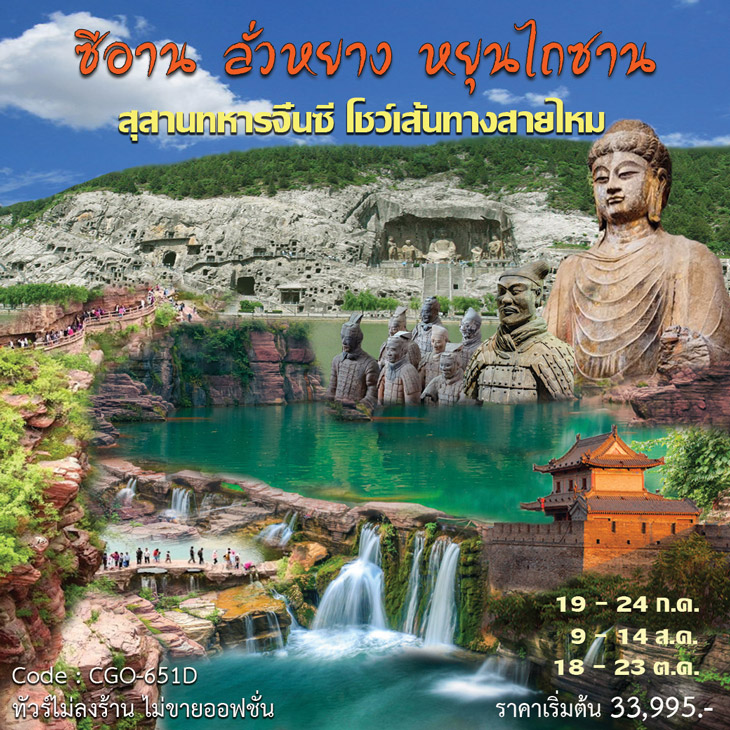 ซีอาน ลั่วหยาง หยุนไถซาน
สุสานทหารจิ๋นซี โชว์เส้นทางสายไหม
19 - 24 ก.ค.
9 - 14 ส.ค.
18 - 23 ต.ค.
Code : CGO-651D
ทัวร์ไม่ลงร้าน ไม่ขายออฟชั่น
ราคาเริ่มต้น 33,995.-